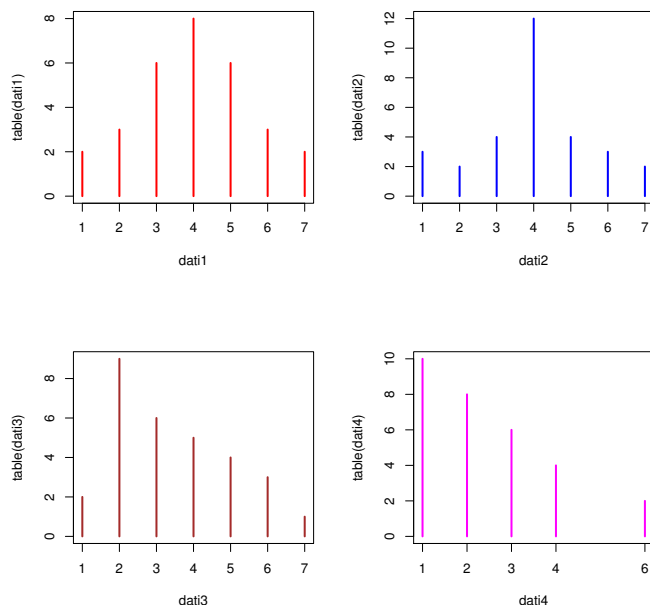 table(dati1)
0 2 4 6 8
1 2 3 4 5 6 7
dati1
table(dati2)
0 2 4 6 8 10 12
1 2 3 4 5 6 7
dati2
table(dati3)
0 2 4 6 8
1 2 3 4 5 6 7
dati3
table(dati4)
0 2 4 6 8 10
1 2 3 4 6
dati4